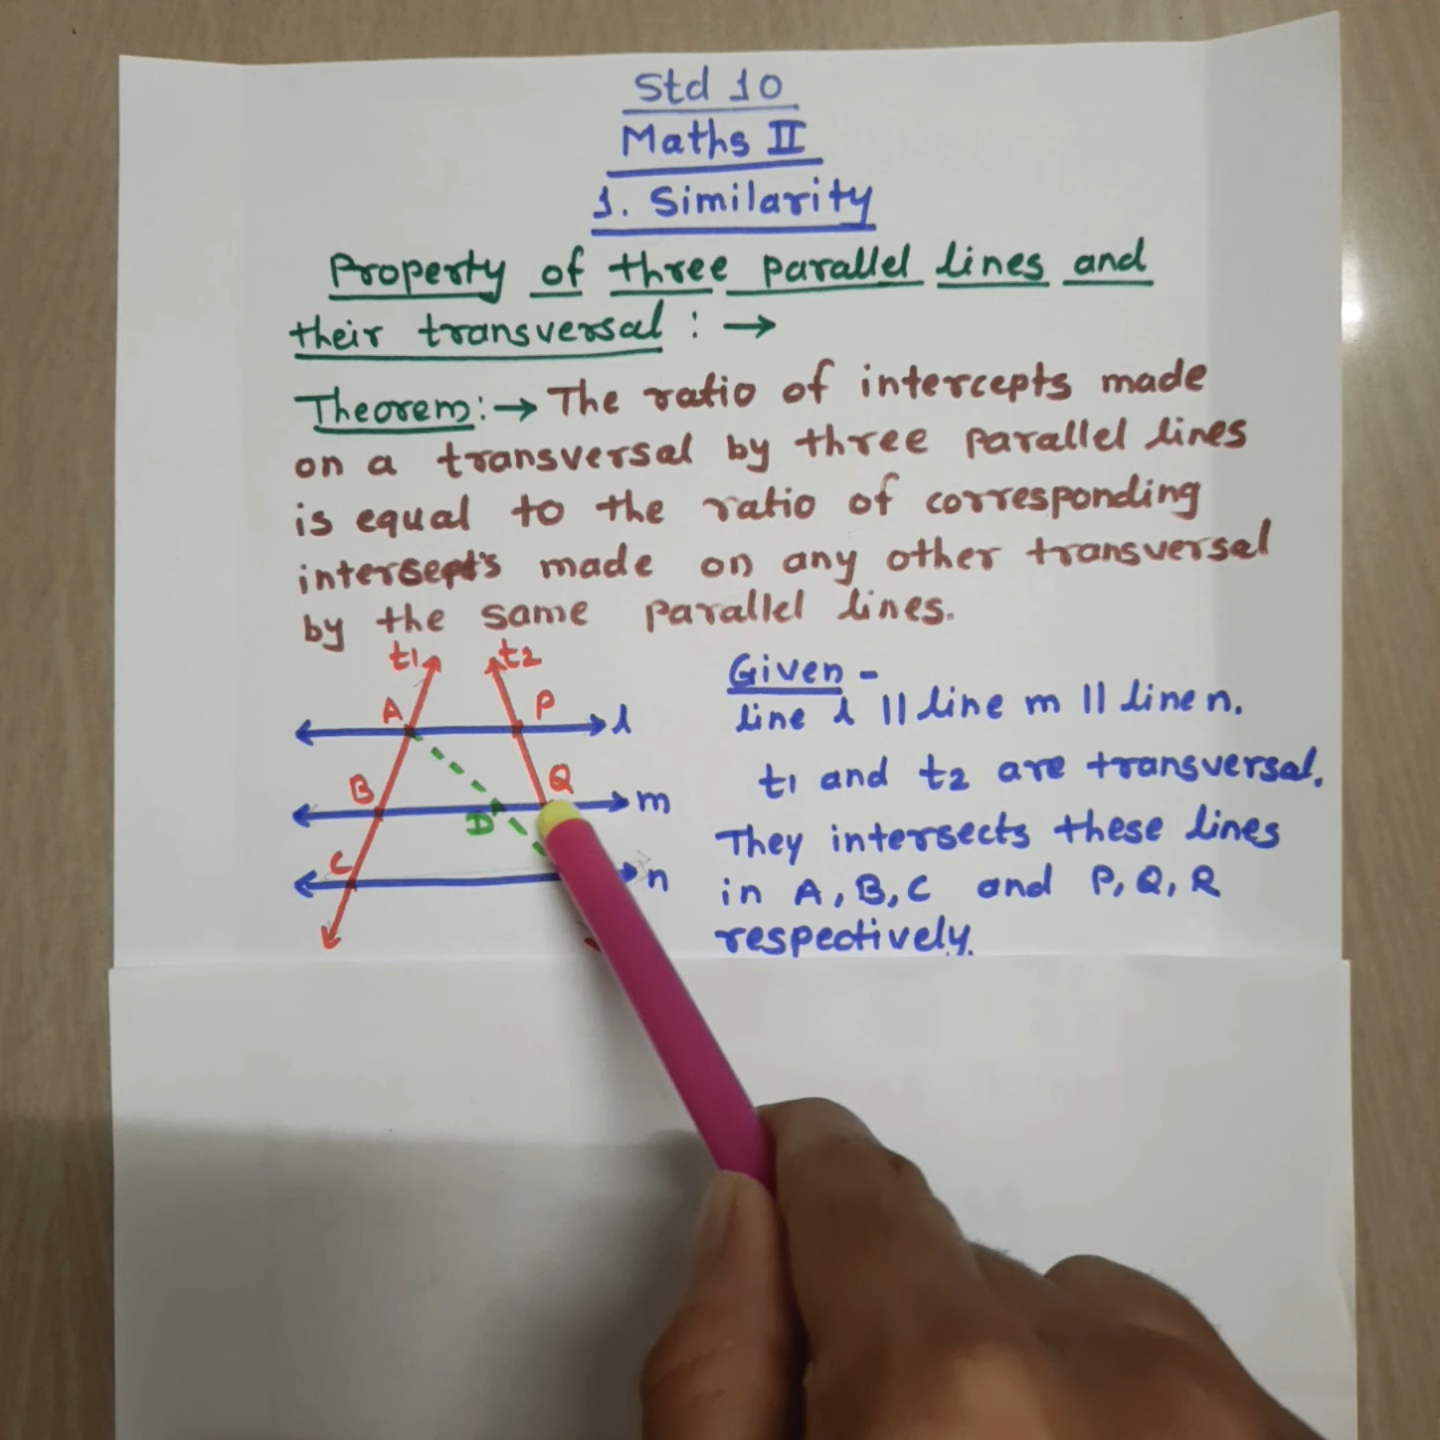 Std 10
Maths II
1. Similarity
Property of three parallel lines and
their transversal : →
Theorem:→ The ratio of intercepts made
on a transversal by three parallel lines
is equal to the ratio of corresponding
intersepts made on any other transversal
by the same parallel lines.
t1 t2
A P l
B Q m
D
C n
Given -
line l || line m || line n.
t1 and t2 are transversal.
They intersects these lines
in A, B, C and P, Q, R
respectively.